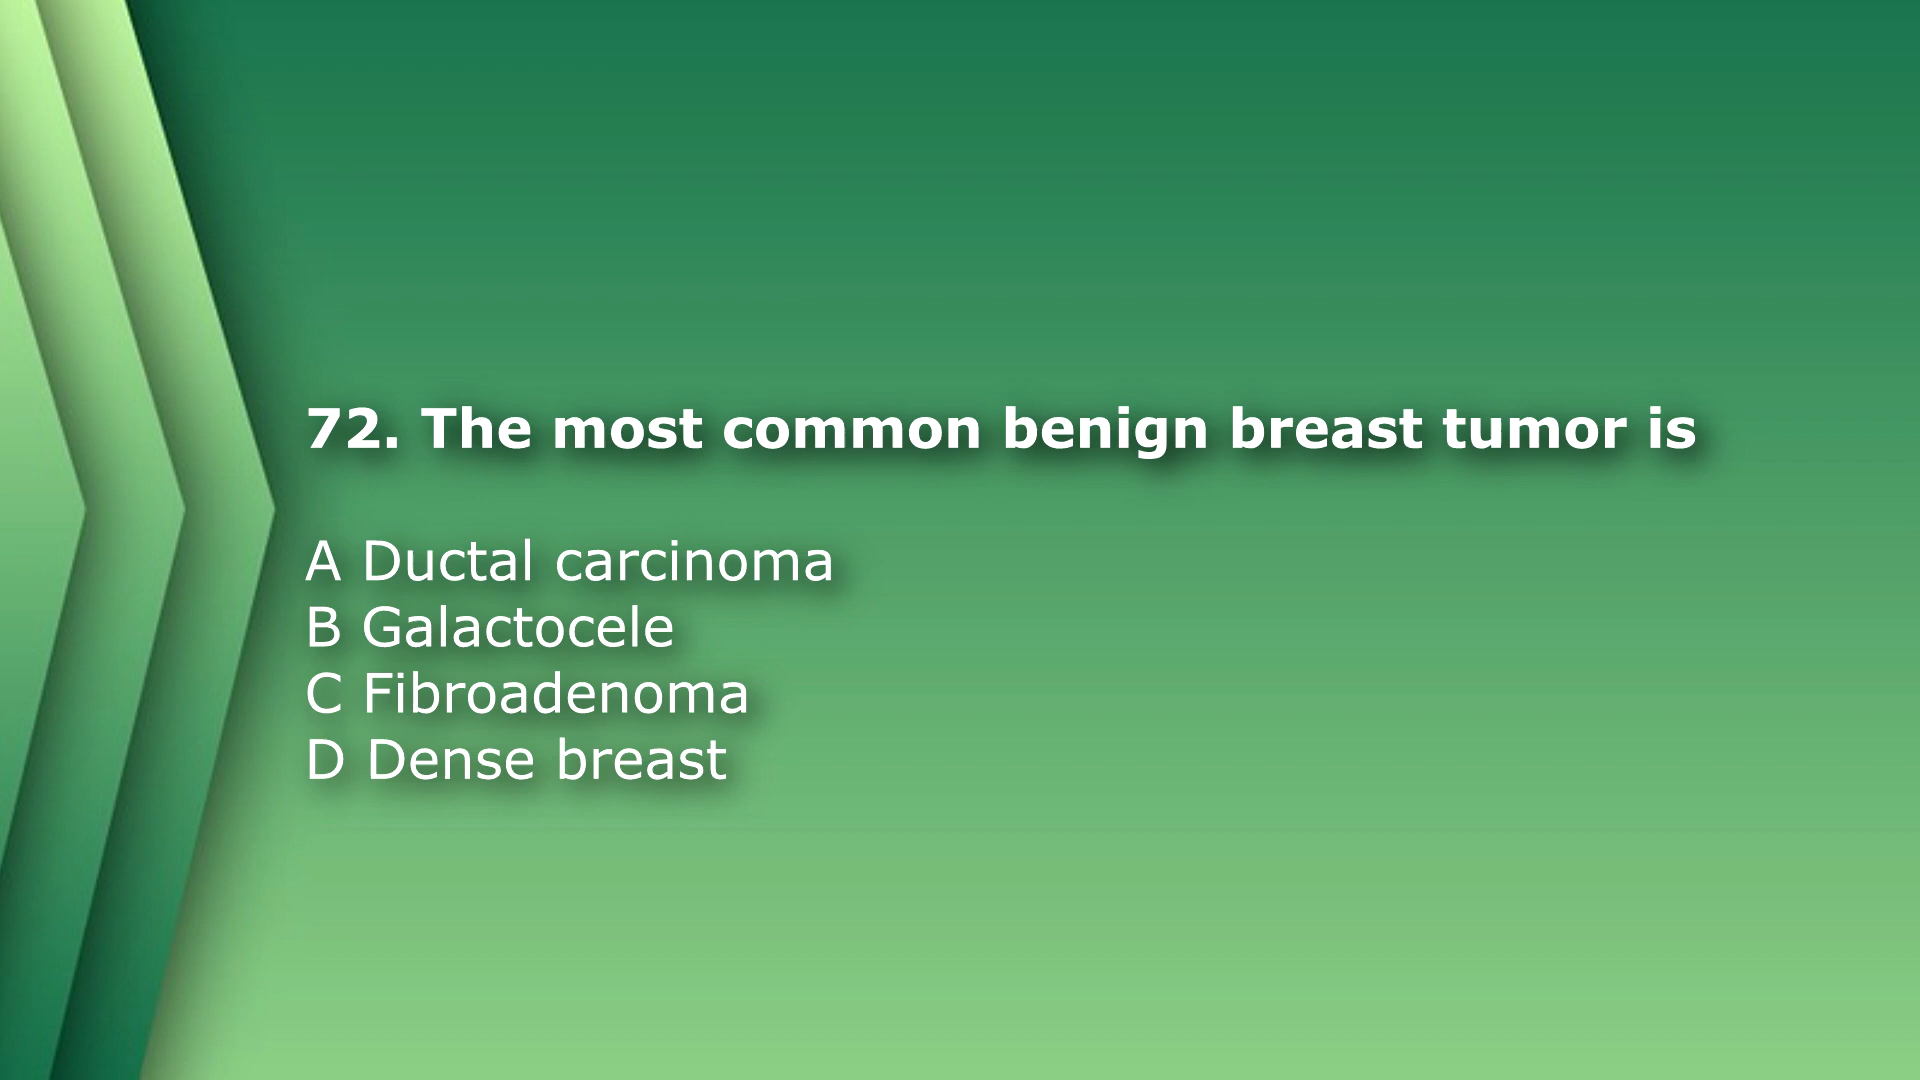 72. The most common benign breast tumor is
A Ductal carcinoma
B Galactocele
C Fibroadenoma
D Dense breast